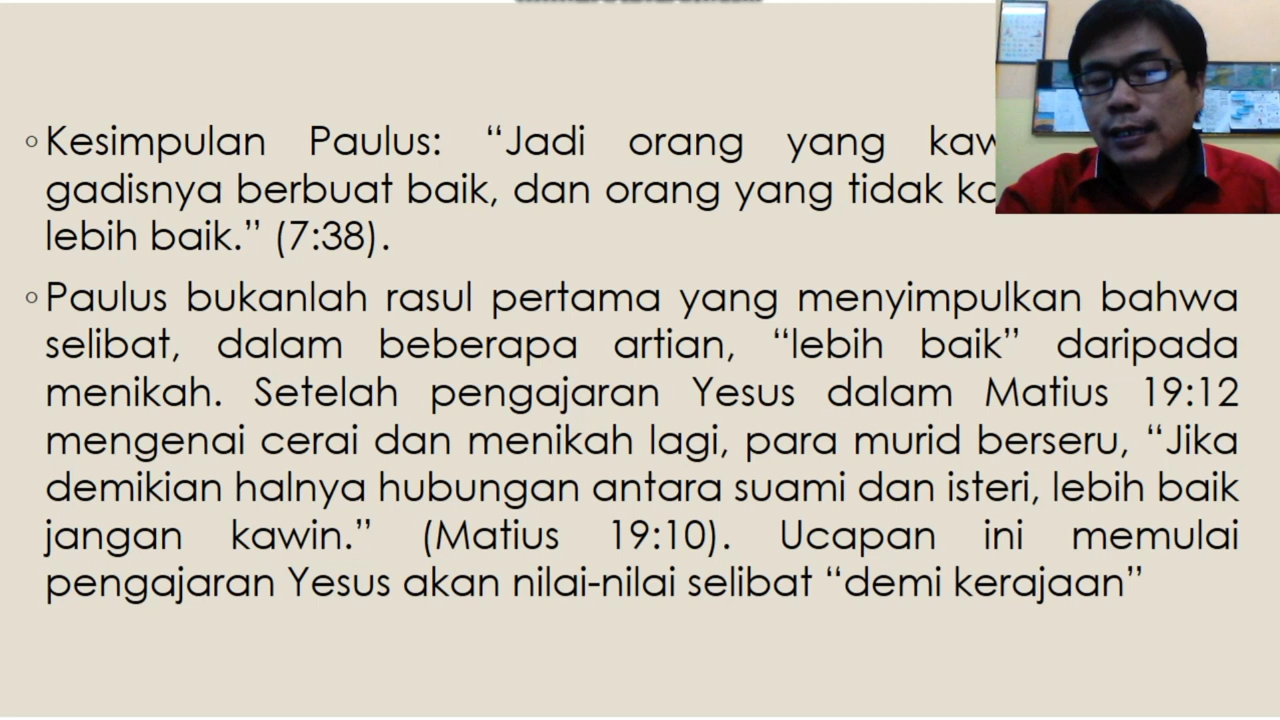 Kesimpulan Paulus: “Jadi orang yang
gadisnya berbuat baik, dan orang yang tidak
lebih baik.” (7:38).
Paulus bukanlah rasul pertama yang menyimpulkan bahwa
selibat, dalam beberapa artian, “lebih baik” daripada
menikah. Setelah pengajaran Yesus dalam Matius 19:12
mengenai cerai dan menikah lagi, para murid berseru, “Jika
demikian halnya hubungan antara suami dan isteri, lebih baik
jangan kawin.” (Matius 19:10). Ucapan ini memulai
pengajaran Yesus akan nilai-nilai selibat “demi kerajaan”